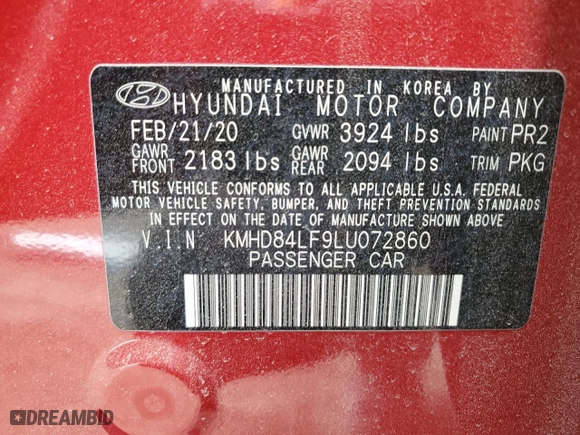 MANUFACTURED IN KOREA BY
HYUNDAI MOTOR COMPANY
FEB/21/20 GVWR 3924 lbs PAINT PR2
GAWR FRONT 2183 lbs GAWR REAR 2094 lbs TRIM PKG
THIS VEHICLE CONFORMS TO ALL APPLICABLE U.S.A. FEDERAL
MOTOR VEHICLE SAFETY, BUMPER, AND THEFT PREVENTION STANDARDS
IN EFFECT ON THE DATE OF MANUFACTURE SHOWN ABOVE.
V.I.N KMHD84LF9LU072860
PASSENGER CAR
DREAMBID